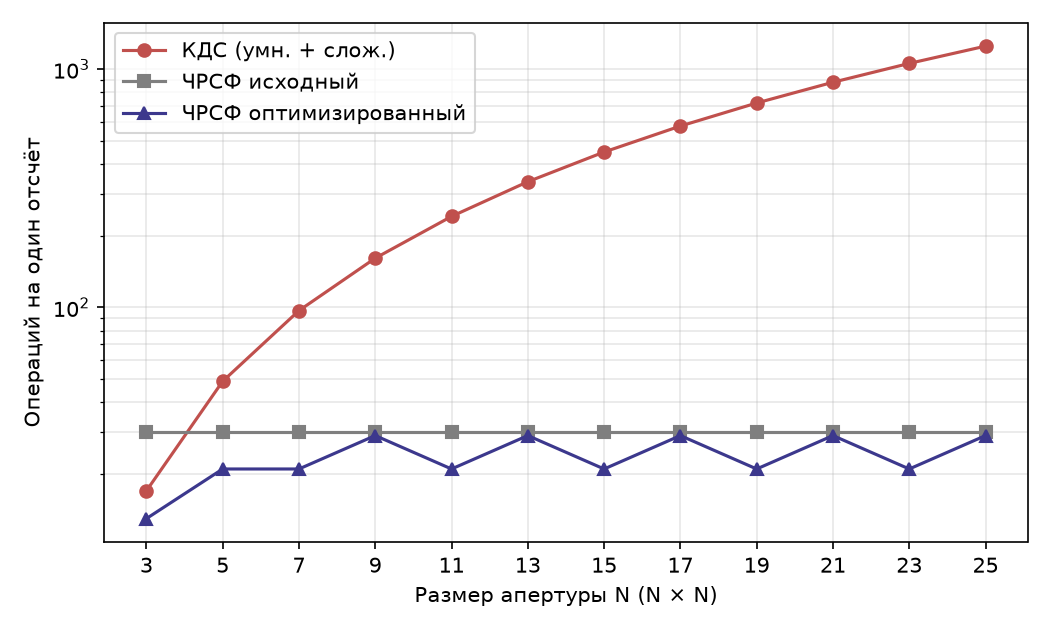 КДС (умн. + слож.)
ЧРСФ исходный
ЧРСФ оптимизированный
Операций на один отсчёт
10³
10²
3 5 7 9 11 13 15 17 19 21 23 25
Размер апертуры N (N × N)